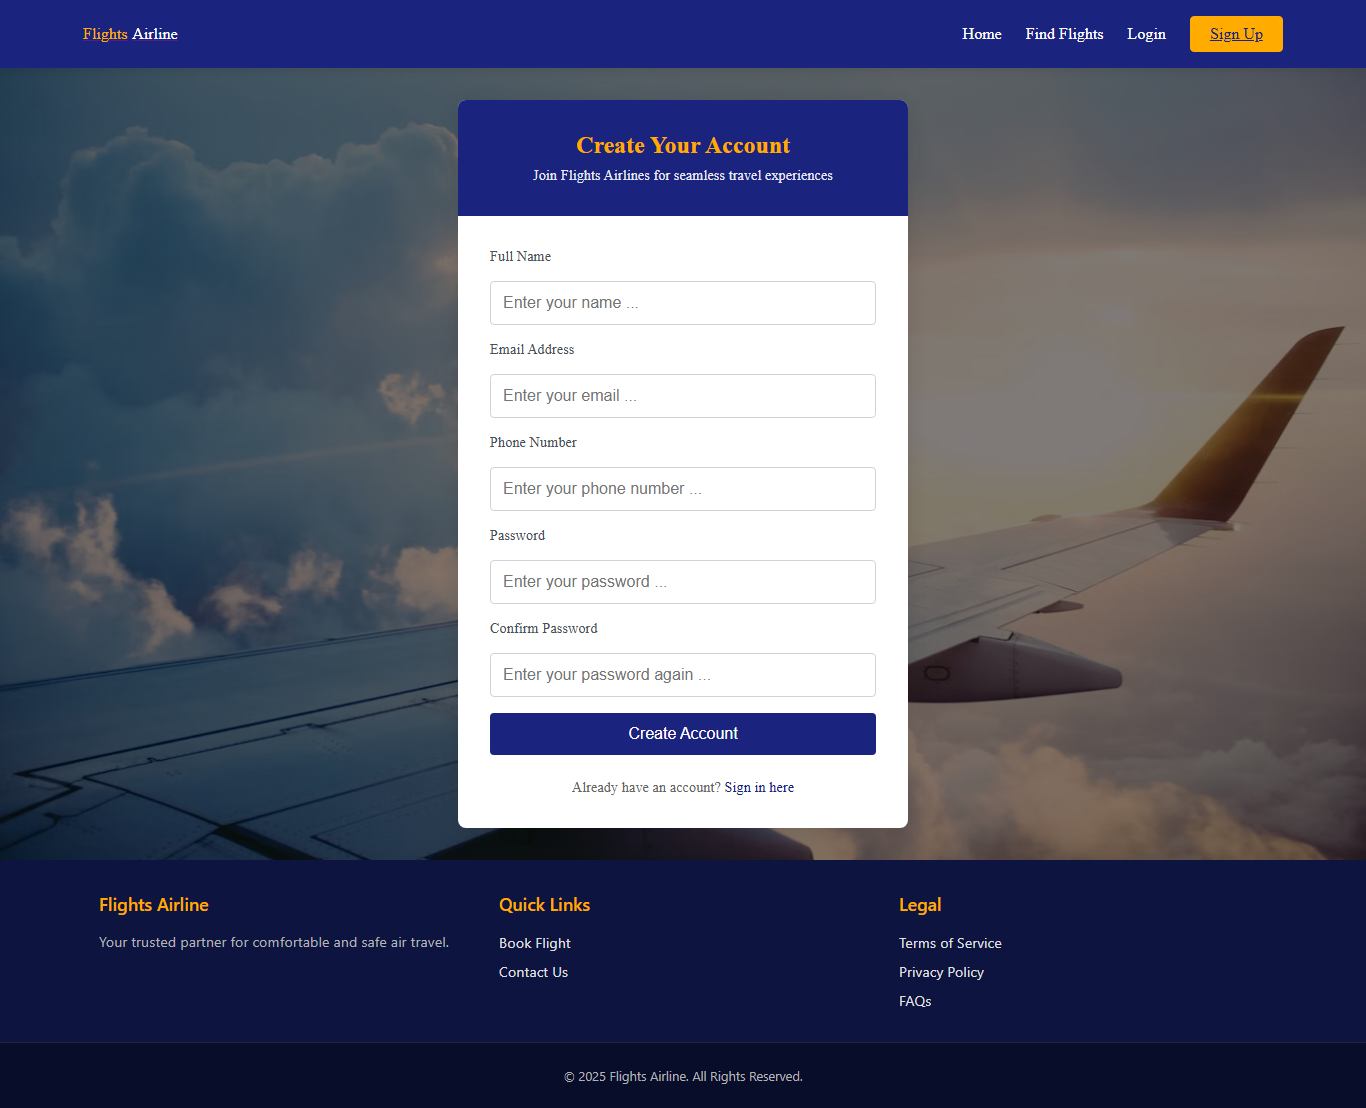 Flights Airline
Home
Find Flights
Login
Sign Up
Create Your Account
Join Flights Airlines for seamless travel experiences
Full Name
Enter your name ...
Email Address
Enter your email ...
Phone Number
Enter your phone number ...
Password
Enter your password ...
Confirm Password
Enter your password again ...
Create Account
Already have an account? Sign in here
Flights Airline
Your trusted partner for comfortable and safe air travel.
Quick Links
Book Flight
Contact Us
Legal
Terms of Service
Privacy Policy
FAQs
© 2025 Flights Airline. All Rights Reserved.